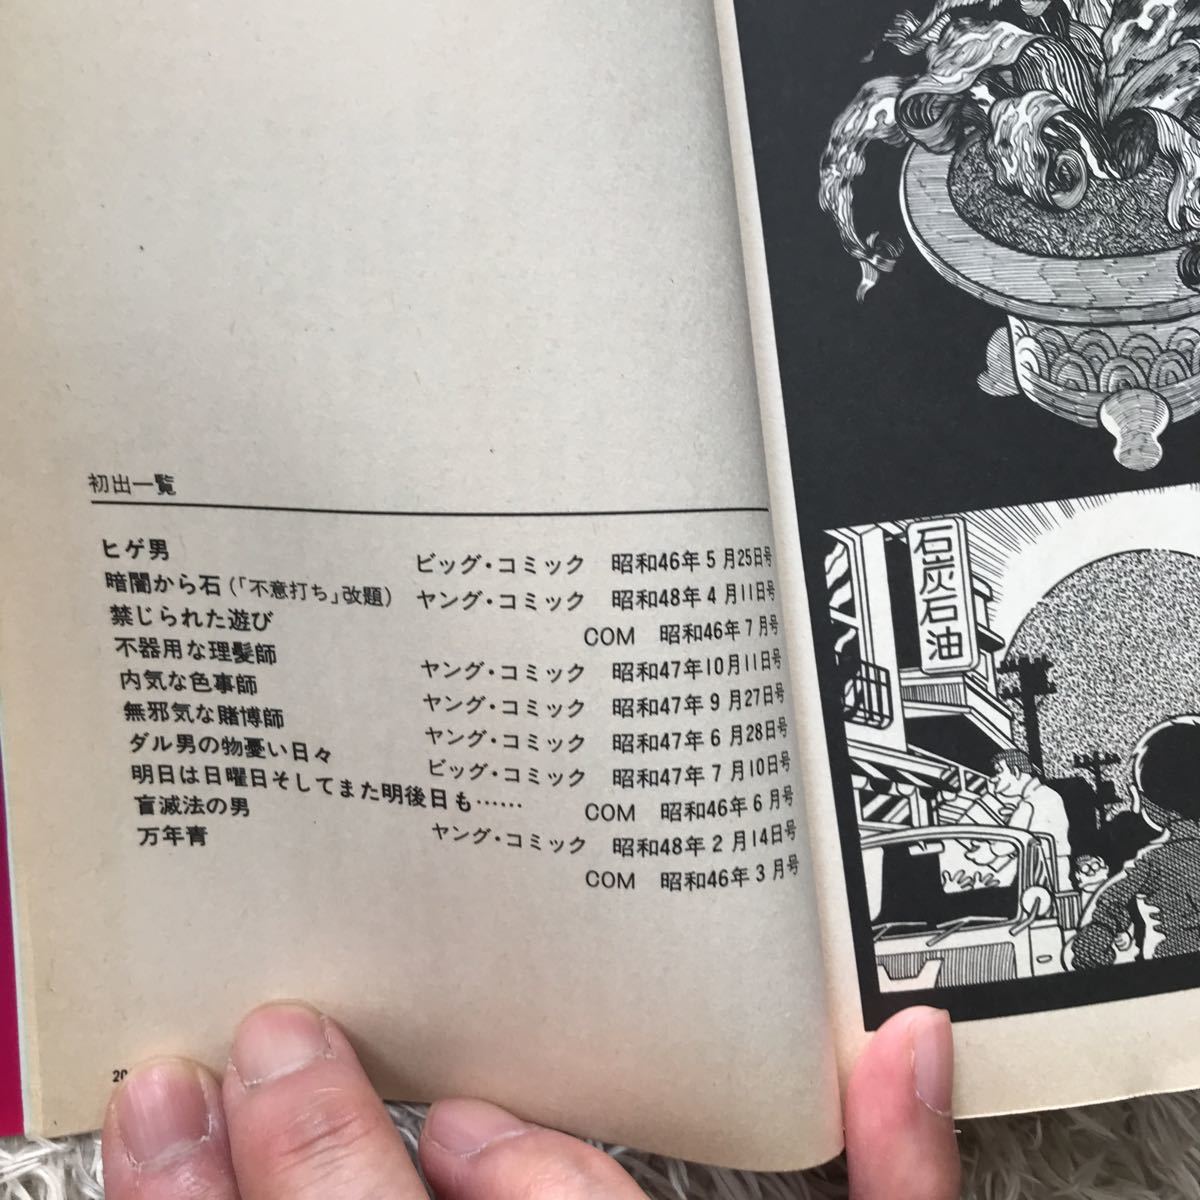 初出一覧
ヒゲ男 ビッグ・コミック 昭和46年5月25日号
暗闇から石(「不意打ち」改題) ヤング・コミック 昭和48年4月11日号
禁じられた遊び COM 昭和46年7月号
不器用な理髪師 ヤング・コミック 昭和47年10月11日号
内気な色事師 ヤング・コミック 昭和47年9月27日号
無邪気な賭博師 ヤング・コミック 昭和47年6月28日号
ダル男の物憂い日々 ビッグ・コミック 昭和47年7月10日号
明日は日曜日そしてまた明後日も…… COM 昭和46年6月号
盲滅法の男 ヤング・コミック 昭和48年2月14日号
万年青 COM 昭和46年3月号
石炭石油